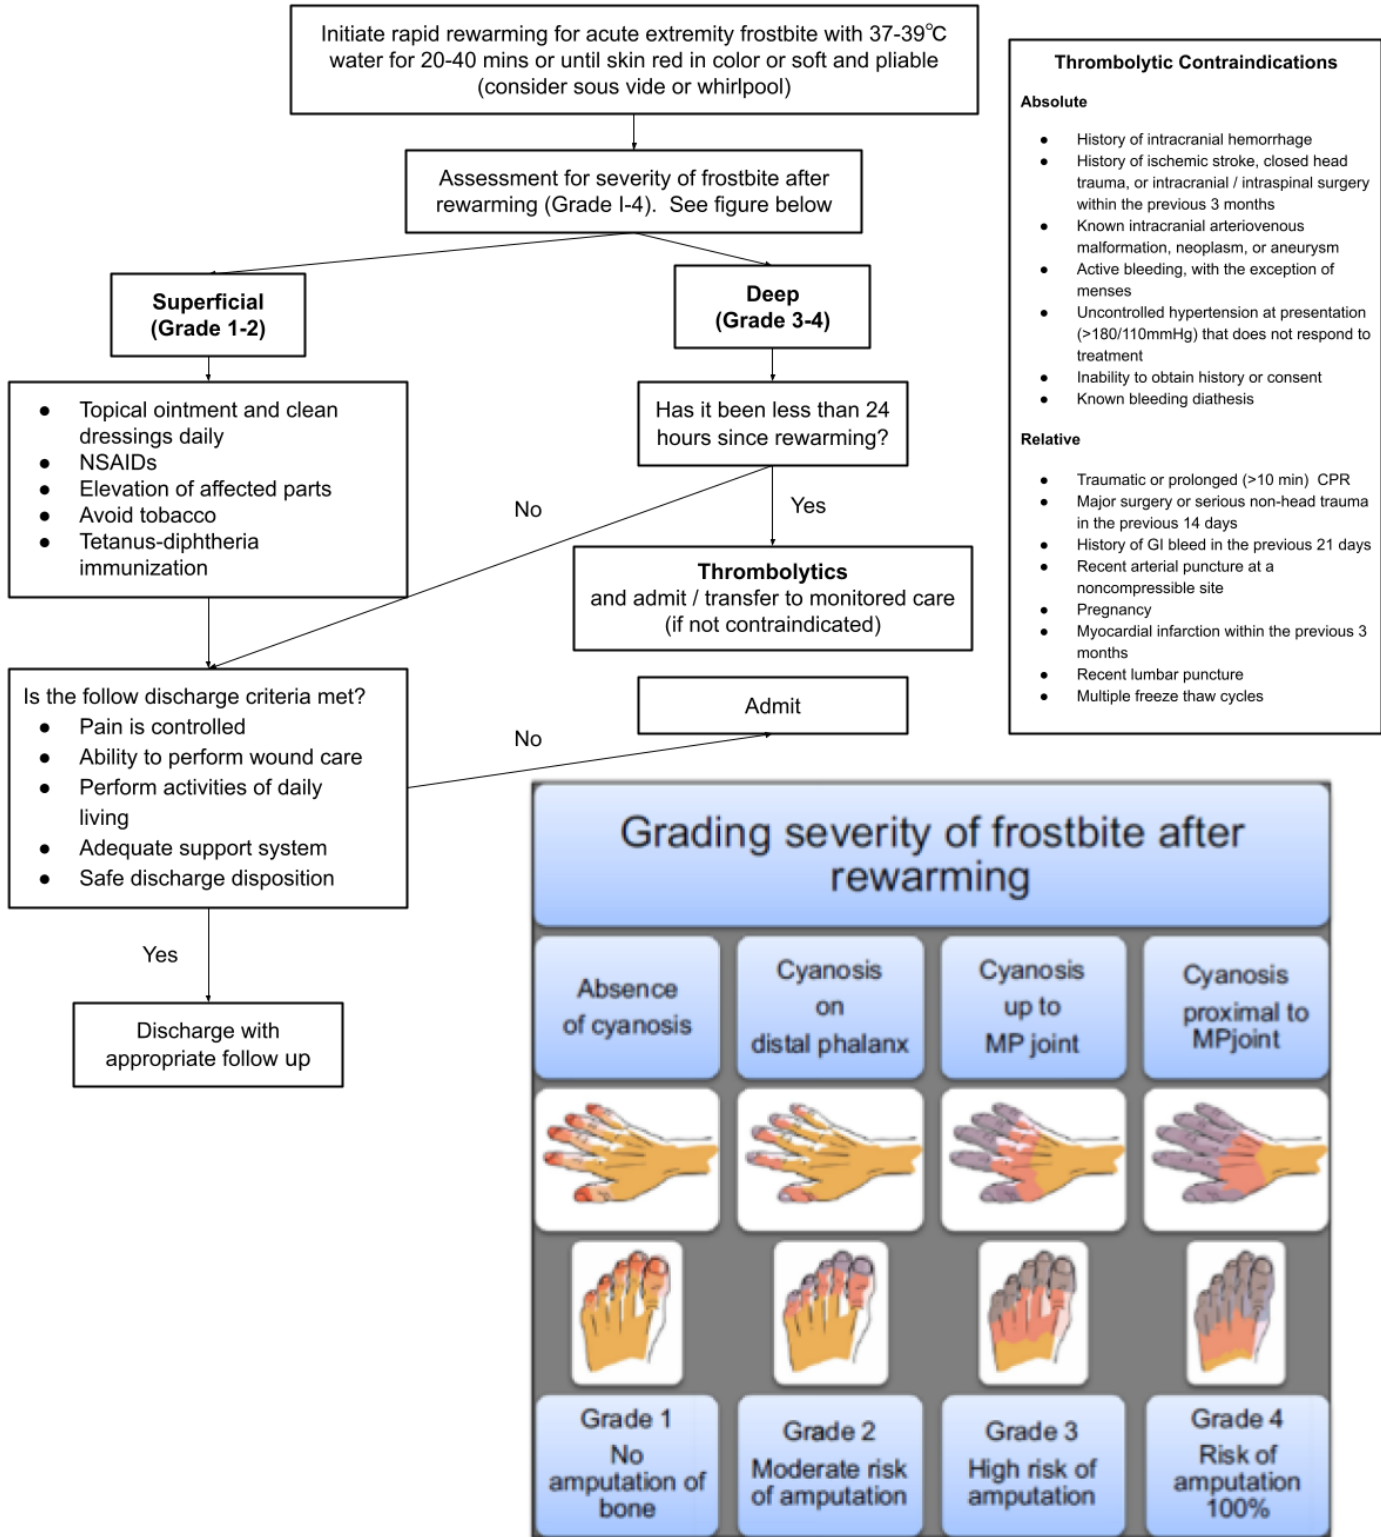 Initiate rapid rewarming for acute extremity frostbite with 37-39℃
water for 20-40 mins or until skin red in color or soft and pliable
(consider sous vide or whirlpool)
Assessment for severity of frostbite after
rewarming (Grade I-4).  See figure below
Superficial
(Grade 1-2)
Deep
(Grade 3-4)
● Topical ointment and clean
dressings daily
● NSAIDs
● Elevation of affected parts
● Avoid tobacco
● Tetanus-diphtheria
immunization
Has it been less than 24
hours since rewarming?
No
Yes
Thrombolytics
and admit / transfer to monitored care
(if not contraindicated)
Is the follow discharge criteria met?
● Pain is controlled
● Ability to perform wound care
● Perform activities of daily
living
● Adequate support system
● Safe discharge disposition
No
Admit
Yes
Discharge with
appropriate follow up
Thrombolytic Contraindications
Absolute
● History of intracranial hemorrhage
● History of ischemic stroke, closed head
trauma, or intracranial / intraspinal surgery
within the previous 3 months
● Known intracranial arteriovenous
malformation, neoplasm, or aneurysm
● Active bleeding, with the exception of
menses
● Uncontrolled hypertension at presentation
(>180/110mmHg) that does not respond to
treatment
● Inability to obtain history or consent
● Known bleeding diathesis
Relative
● Traumatic or prolonged (>10 min)  CPR
● Major surgery or serious non-head trauma
in the previous 14 days
● History of GI bleed in the previous 21 days
● Recent arterial puncture at a
noncompressible site
● Pregnancy
● Myocardial infarction within the previous 3
months
● Recent lumbar puncture
● Multiple freeze thaw cycles
Grading severity of frostbite after
rewarming
Absence
of cyanosis
Cyanosis
on
distal phalanx
Cyanosis
up to
MP joint
Cyanosis
proximal to
MPjoint
Grade 1
No
amputation of
bone
Grade 2
Moderate risk
of amputation
Grade 3
High risk of
amputation
Grade 4
Risk of
amputation
100%